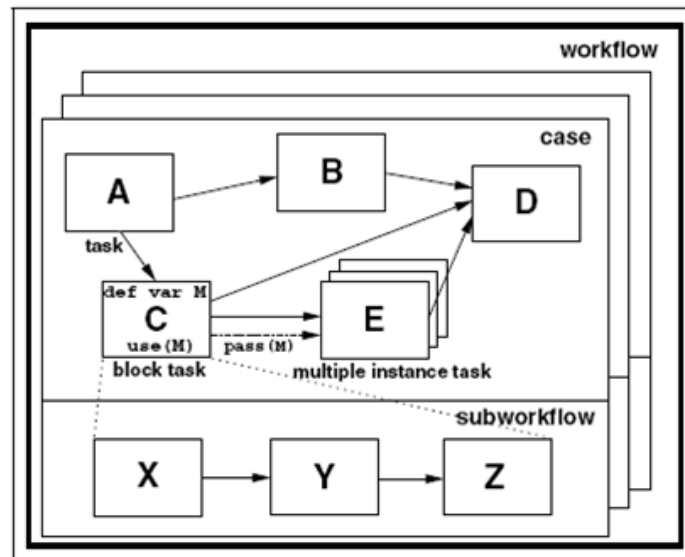 workflow
case
A
B
D
task
def var M
C
E
use(M)
pass(M)
block task
multiple instance task
subworkflow
X
Y
Z